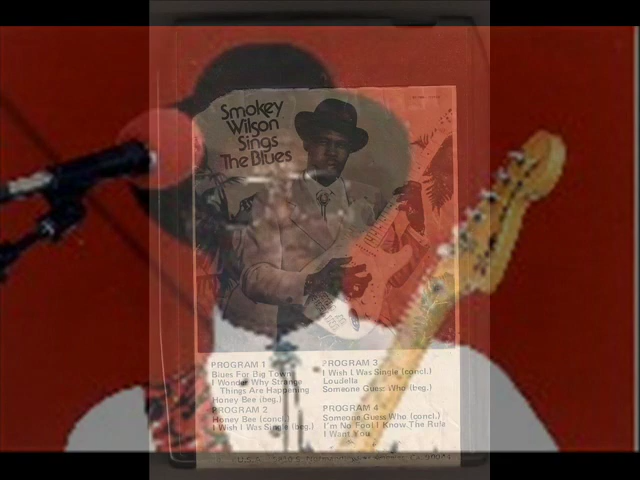 Smokey
Wilson
Sings
The Blues
PROGRAM 1
Blues For Big Town
I Wonder Why Strange
Things Are Happening
Honey Bee (beg.)
PROGRAM 2
Honey Bee (concl.)
I Wish I Was Single (beg.)
PROGRAM 3
I Wish I Was Single (concl.)
Loudella
Someone Guess Who (beg.)
PROGRAM 4
Someone Guess Who (concl.)
I'm No Fool I Know The Rule
I Want You